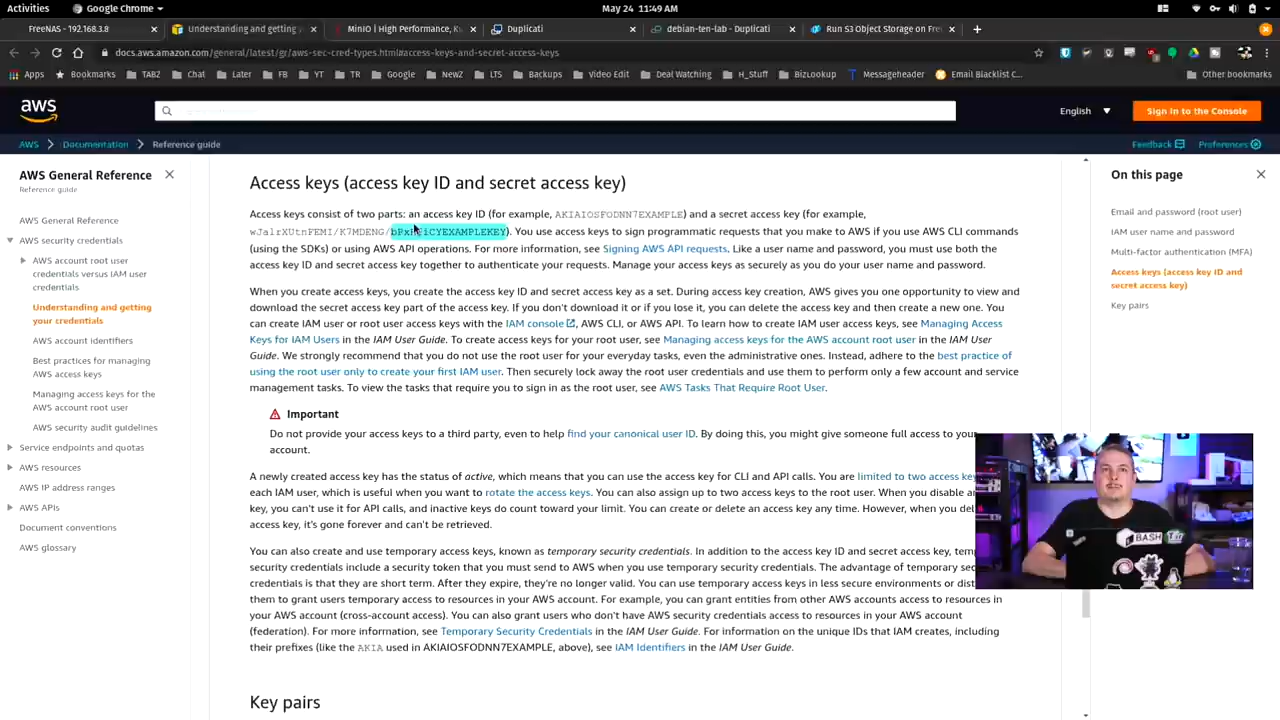 Activities
Google Chrome
May 24 11:49 AM
FreeNAS - 192.168.3.8
Understanding and getting
MinIO | High Performance, K
Duplicati
debian-ten-lab - Duplicati
Run S3 Object Storage on Fre
docs.aws.amazon.com/general/latest/gr/aws-sec-cred-types.html#access-keys-and-secret-access-keys
Apps
Bookmarks
TABZ
Chat
Later
FB
YT
TR
Google
NewZ
LTS
Backups
Video Edit
Deal Watching
H_Stuff
BizLookup
Messageheader
Email Blacklist C...
Other bookmarks
aws
English
Sign In to the Console
AWS > Documentation > Reference guide
Feedback
Preferences
AWS General Reference
Reference guide
AWS General Reference
AWS security credentials
AWS account root user
credentials versus IAM user
credentials
Understanding and getting
your credentials
AWS account identifiers
Best practices for managing
AWS access keys
Managing access keys for the
AWS account root user
AWS security audit guidelines
Service endpoints and quotas
AWS resources
AWS IP address ranges
AWS APIs
Document conventions
AWS glossary
Access keys (access key ID and secret access key)
Access keys consist of two parts: an access key ID (for example, AKIAIOSFODNN7EXAMPLE) and a secret access key (for example,
wJalrXUtnFEMI/K7MDENG/ ). You use access keys to sign programmatic requests that you make to AWS if you use AWS CLI commands
(using the SDKs) or using AWS API operations. For more information, see Signing AWS API requests. Like a user name and password, you must use both the
access key ID and secret access key together to authenticate your requests. Manage your access keys as securely as you do your user name and password.
When you create access keys, you create the access key ID and secret access key as a set. During access key creation, AWS gives you one opportunity to view and
download the secret access key part of the access key. If you don't download it or if you lose it, you can delete the access key and then create a new one. You
can create IAM user or root user access keys with the IAM console, AWS CLI, or AWS API. To learn how to create IAM user access keys, see Managing Access
Keys for IAM Users in the IAM User Guide. To create access keys for your root user, see Managing access keys for the AWS account root user in the IAM User
Guide. We strongly recommend that you do not use the root user for your everyday tasks, even the administrative ones. Instead, adhere to the best practice of
using the root user only to create your first IAM user. Then securely lock away the root user credentials and use them to perform only a few account and service
management tasks. To view the tasks that require you to sign in as the root user, see AWS Tasks That Require Root User.
Important
Do not provide your access keys to a third party, even to help find your canonical user ID. By doing this, you might give someone full access to your
account.
A newly created access key has the status of active, which means that you can use the access key for CLI and API calls. You are limited to two access key
each IAM user, which is useful when you want to rotate the access keys. You can also assign up to two access keys to the root user. When you disable an
key, you can't use it for API calls, and inactive keys do count toward your limit. You can create or delete an access key any time. However, when you del
access key, it's gone forever and can't be retrieved.
You can also create and use temporary access keys, known as temporary security credentials. In addition to the access key ID and secret access key, temp
security credentials include a security token that you must send to AWS when you use temporary security credentials. The advantage of temporary sec
credentials is that they are short term. After they expire, they're no longer valid. You can use temporary access keys in less secure environments or dist
them to grant users temporary access to resources in your AWS account. For example, you can grant entities from other AWS accounts access to resources in
your AWS account (cross-account access). You can also grant users who don't have AWS security credentials access to resources in your AWS account
(federation). For more information, see Temporary Security Credentials in the IAM User Guide. For information on the unique IDs that IAM creates, including
their prefixes (like the AKIA used in AKIAIOSFODNN7EXAMPLE, above), see IAM Identifiers in the IAM User Guide.
Key pairs
On this page
Email and password (root user)
IAM user name and password
Multi-factor authentication (MFA)
Access keys (access key ID and
secret access key)
Key pairs
BASH